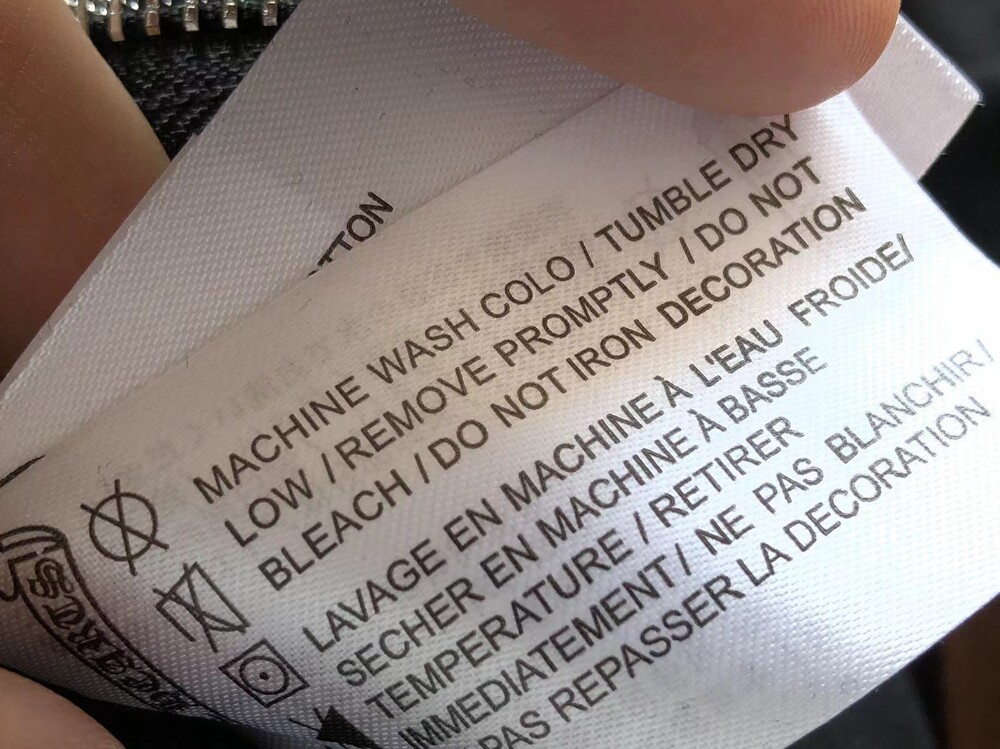 MACHINE WASH COLO / TUMBLE DRY
LOW / REMOVE PROMPTLY / DO NOT
BLEACH / DO NOT IRON DECORATION
LAVAGE EN MACHINE À L'EAU FROIDE/
SECHER EN MACHINE À BASSE
TEMPERATURE / RETIRER
IMMEDIATEMENT / NE PAS BLANCHIR /
PAS REPASSER LA DECORATION